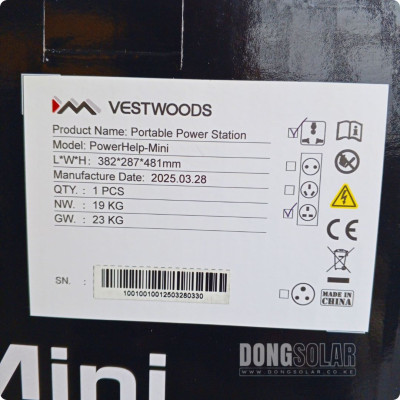 VESTWOODS
Product Name: Portable Power Station
Model: PowerHelp-Mini
L*W*H: 382*287*481mm
Manufacture Date: 2025.03.28
QTY. : 1 PCS
NW. : 19 KG
GW. : 23 KG
CE
SN. :
10010010012503280330
MADE IN
CHINA
Mini
DONGSOLAR
WWW.DONGSOLAR.CO.KE